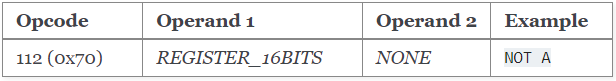 Opcode Operand 1 Operand 2 Example
112 (0x70) REGISTER_16BITS NONE NOT A